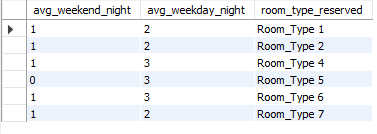 avg_weekend_night avg_weekday_night room_type_reserved
1 2 Room_Type 1
1 2 Room_Type 2
1 3 Room_Type 4
0 3 Room_Type 5
1 3 Room_Type 6
1 2 Room_Type 7